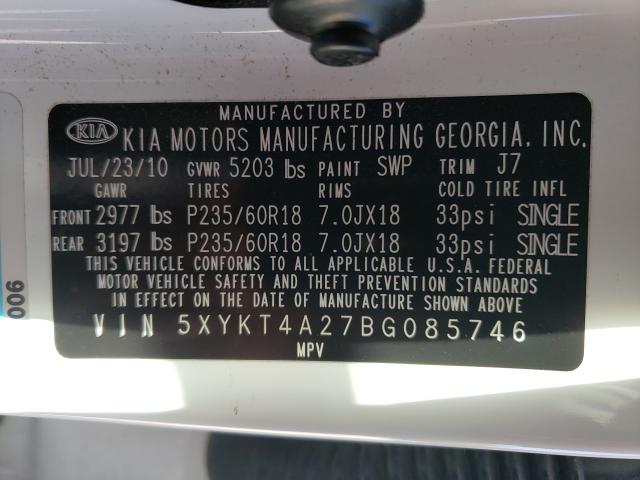 MANUFACTURED BY
KIA KIA MOTORS MANUFACTURING GEORGIA, INC.
JUL/23/10 GVWR 5203 lbs PAINT SWP TRIM J7
GAWR TIRES RIMS COLD TIRE INFL
FRONT 2977 lbs P235/60R18 7.0JX18 33psi SINGLE
REAR 3197 lbs P235/60R18 7.0JX18 33psi SINGLE
THIS VEHICLE CONFORMS TO ALL APPLICABLE U.S.A. FEDERAL
MOTOR VEHICLE SAFETY AND THEFT PREVENTION STANDARDS
IN EFFECT ON THE DATE OF MANUFACTURE SHOWN ABOVE.
VIN 5XYKT4A27BG085746
MPV
006